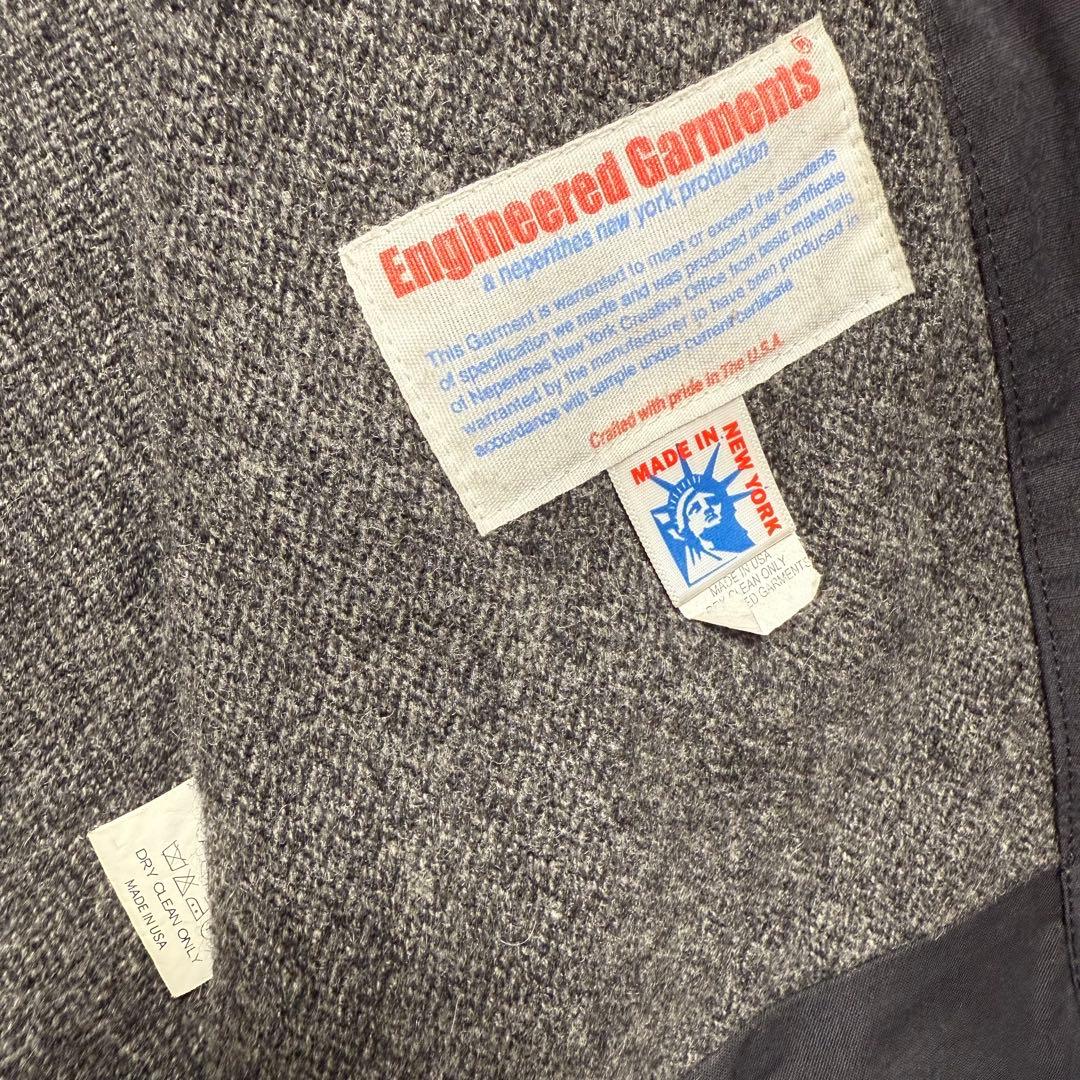 Engineered Garments®
a nepenthes new york production
This Garment is warranted to meet or exceed the standards
of specification we made and was produced under certificate
of Nepenthes New York Creative Office from basic materials
warranted by the manufacturer to have been produced in
accordance with sample under current certificate
Crafted with pride in The U.S.A.
MADE IN NEW YORK
MADE IN USA
CLEAN ONLY
ED GARMENTS
DRY CLEAN ONLY
MADE IN USA